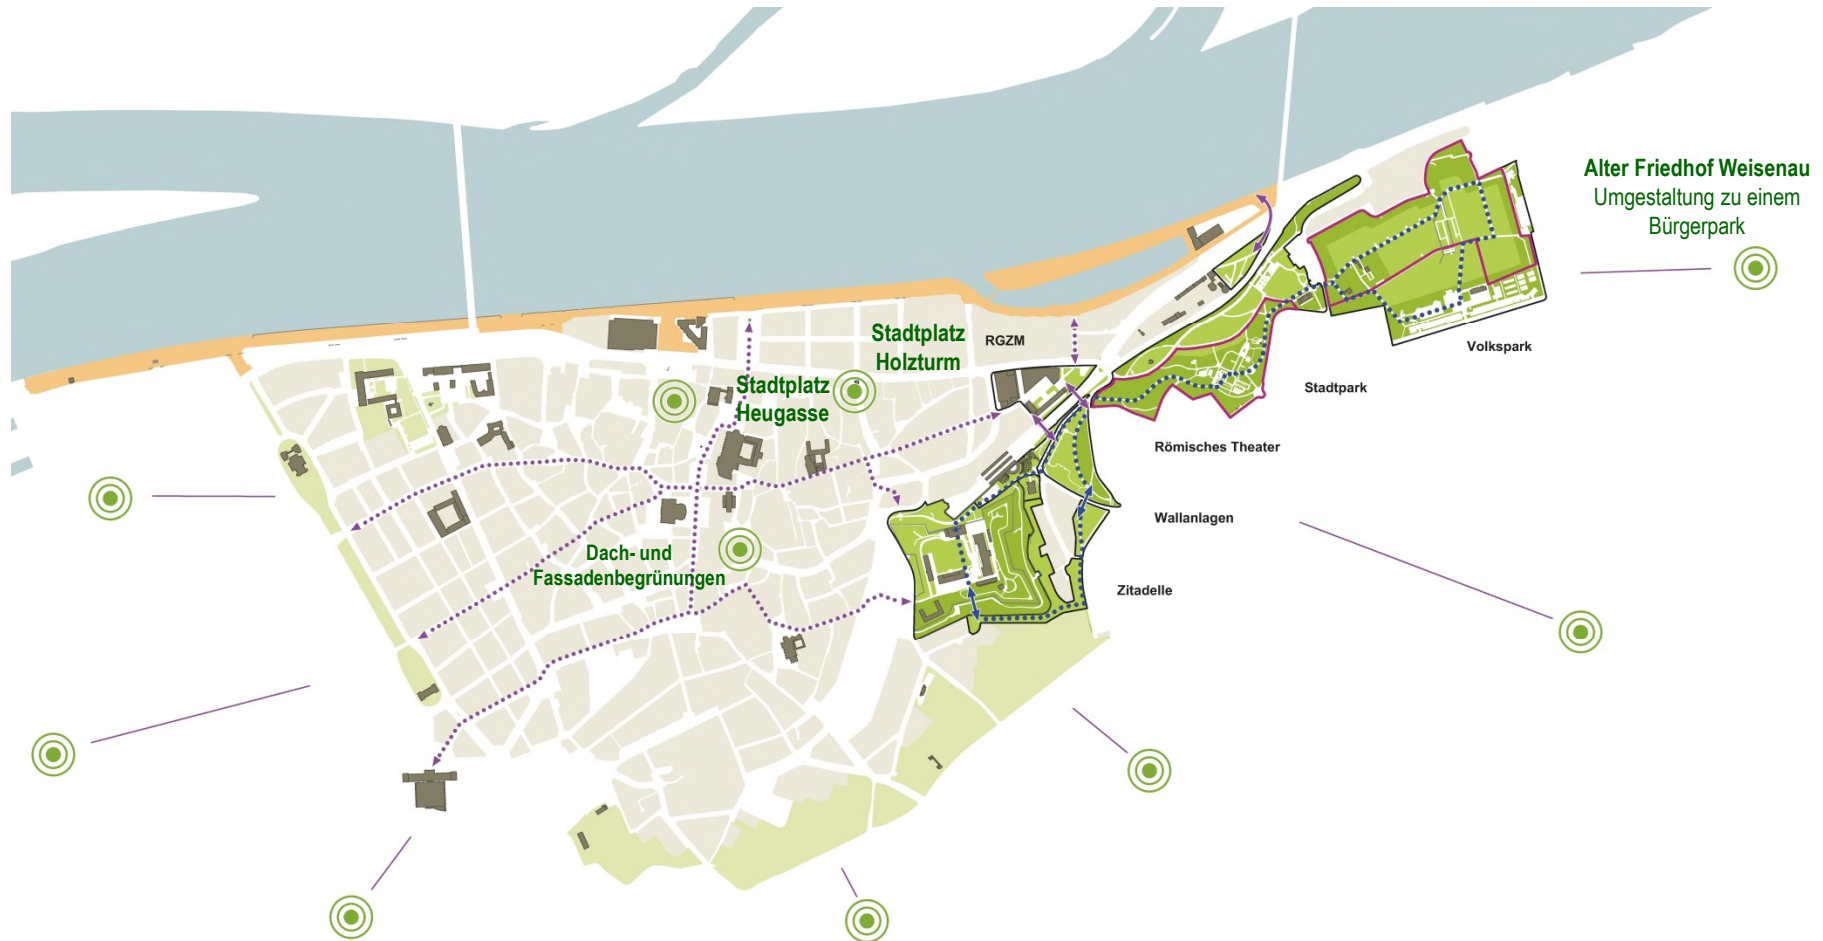 Alter Friedhof Weisenau
Umgestaltung zu einem
Bürgerpark
Stadtplatz
Holzturm
RGZM
Volkspark
Stadtplatz
Heugasse
Stadtpark
Römisches Theater
Wallanlagen
Dach- und
Fassadenbegrünungen
Zitadelle